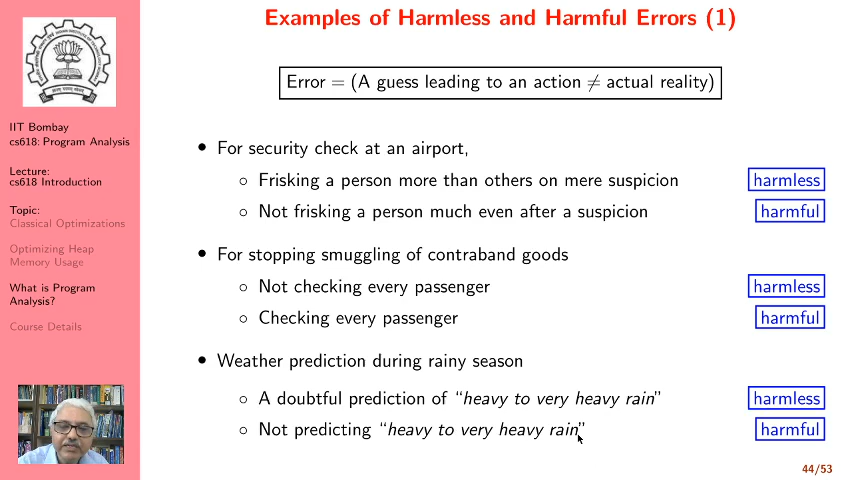 Examples of Harmless and Harmful Errors (1)
Error = (A guess leading to an action ≠ actual reality)
IIT Bombay
cs618: Program Analysis
Lecture:
cs618 Introduction
Topic:
Classical Optimizations
Optimizing Heap
Memory Usage
What is Program
Analysis?
Course Details
• For security check at an airport,
◦ Frisking a person more than others on mere suspicion harmless
◦ Not frisking a person much even after a suspicion harmful
• For stopping smuggling of contraband goods
◦ Not checking every passenger harmless
◦ Checking every passenger harmful
• Weather prediction during rainy season
◦ A doubtful prediction of “heavy to very heavy rain” harmless
◦ Not predicting “heavy to very heavy rain” harmful
44/53